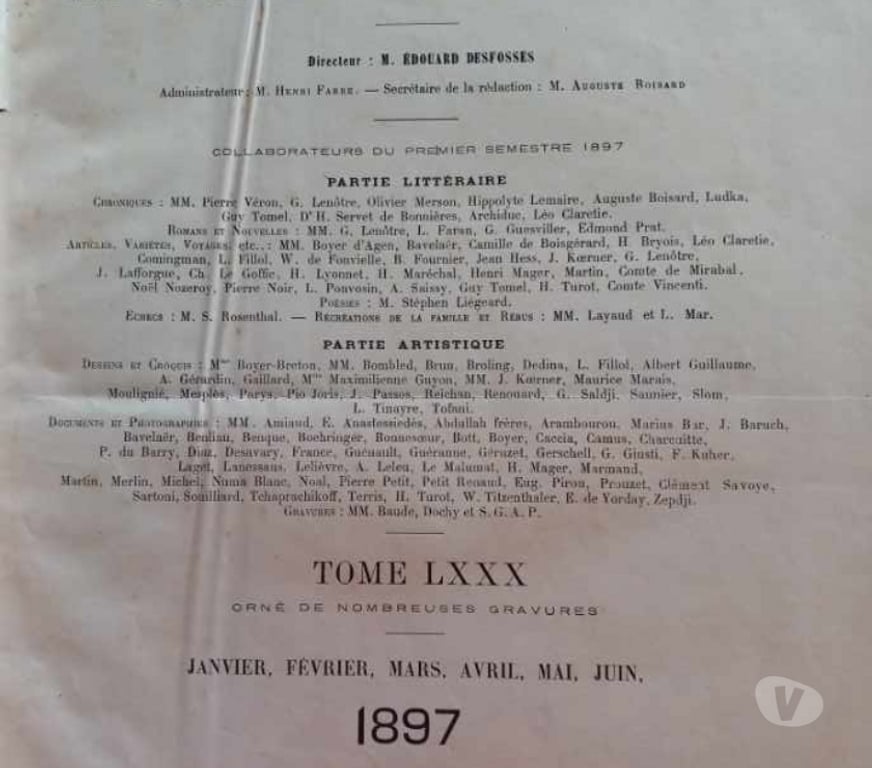 Directeur : M. ÉDOUARD DESFOSSÉS
Administrateur : M. HENRI FABRE. — Secrétaire de la rédaction : M. AUGUSTE BOISARD
COLLABORATEURS DU PREMIER SEMESTRE 1897
PARTIE LITTÉRAIRE
CHRONIQUES : MM. Pierre Véron, G. Lenôtre, Olivier Merson, Hippolyte Lemaire, Auguste Boisard, Ludka,
Guy Tomel, Dr H. Servet de Bonnières, Archiduc, Léo Claretie.
ROMANS ET NOUVELLES : MM. G. Lenôtre, L. Faran, G. Guesviller, Edmond Prat.
ARTICLES, VARIÉTÉS, VOYAGES, etc. : MM. Boyer d'Agen, Bavelaër, Camille de Boisgérard, H. Bryois, Léo Claretie,
Comingman, L. Fillol, W. de Fonvielle, B. Fournier, Jean Hess, J. Kœrner, G. Lenôtre,
J. Lafforgue, Ch. Le Goffic, H. Lyonnet, H. Maréchal, Henri Mager, Martin, Comte de Mirabal,
Noël Nozeroy, Pierre Noir, L. Ponvosin, A. Saissy, Guy Tomel, H. Turot, Comte Vincenti.
POÉSIES : M. Stéphen Liégeard.
ÉCHECS : M. S. Rosenthal. — RÉCRÉATIONS DE LA FAMILLE ET RÉBUS : MM. Layaud et L. Mar.
PARTIE ARTISTIQUE
DESSINS ET CROQUIS : Mme Boyer-Breton, MM. Bombled, Brun, Broling, Dedina, L. Fillol, Albert Guillaume,
A. Gérardin, Gaillard, Mlle Maximilienne Guyon, MM. J. Kœrner, Maurice Marais,
Moulignié, Mesplès, Parys, Pio Joris, J. Passos, Reichan, Renouard, G. Saldji, Saunier, Slom,
L. Tinayre, Tofani.
DOCUMENTS ET PHOTOGRAPHIES : MM. Amiaud, E. Anastessiedès, Abdullah frères, Arambourou, Marius Bar, J. Baruch,
Bavelaër, Benliau, Benque, Boehringer, Bonnesœur, Bott, Boyer, Caccia, Camus, Charcuitte,
P. du Barry, Diaz, Desavary, France, Guénault, Guéranne, Gérozet, Gerschell, G. Giusti, F. Kuher,
Laget, Lanessans, Lelièvre, A. Leleu, Le Malumat, H. Mager, Marmand,
Martin, Merlin, Michel, Numa Blanc, Noal, Pierre Petit, Petit Renaud, Eug. Pirou, Prouzet, Clément Savoye,
Sartoni, Souilliard, Tchaprachikoff, Terris, H. Turot, W. Titzenthaler, E. de Yorday, Zepdji.
GRAVURES : MM. Baude, Dochy et S. G. A. P.
TOME LXXX
ORNÉ DE NOMBREUSES GRAVURES
JANVIER, FÉVRIER, MARS, AVRIL, MAI, JUIN,
1897
V